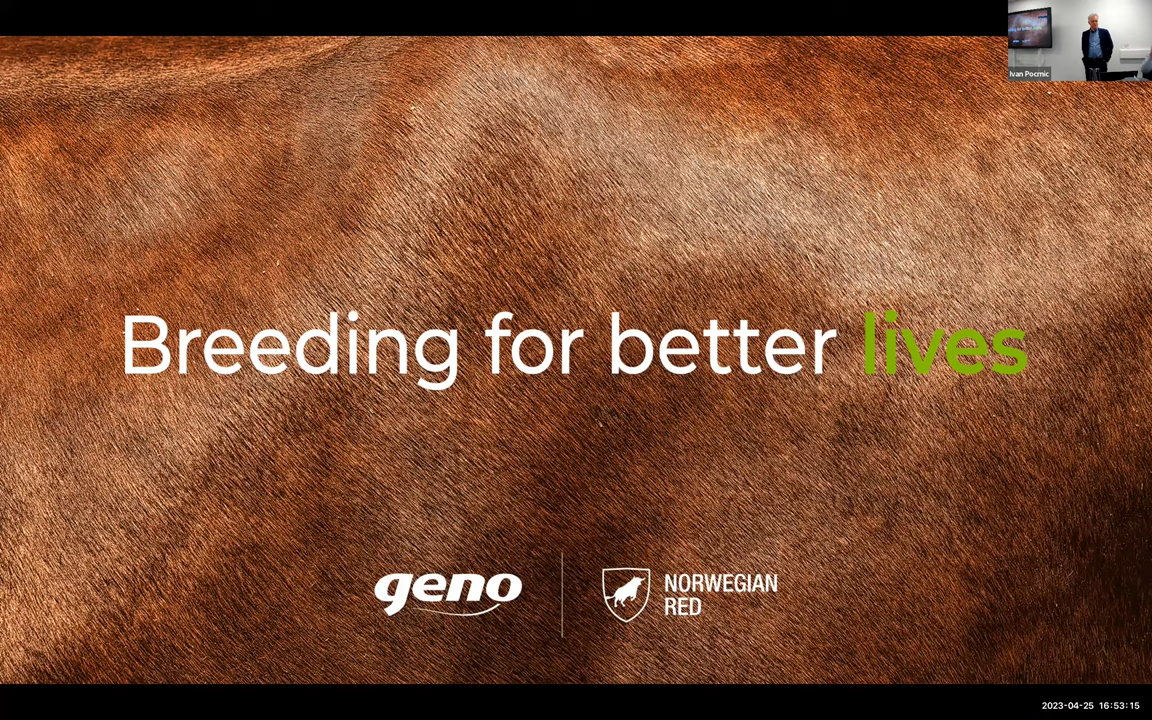 Ivan Pocrnic
Breeding for better lives
geno
NORWEGIAN
RED
2023-04-25 16:53:15